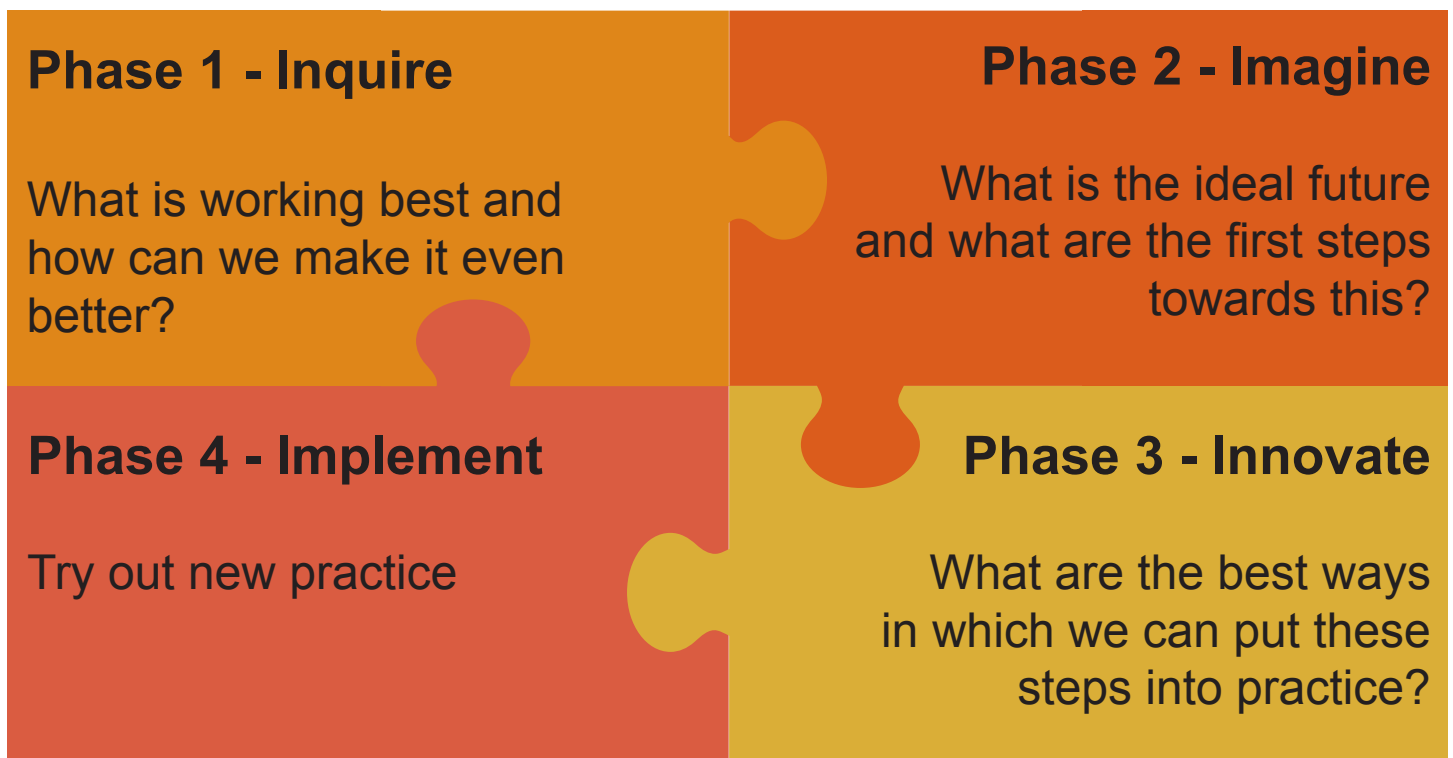 Phase 1 - Inquire
What is working best and
how can we make it even
better?
Phase 2 - Imagine
What is the ideal future
and what are the first steps
towards this?
Phase 3 - Innovate
What are the best ways
in which we can put these
steps into practice?
Phase 4 - Implement
Try out new practice